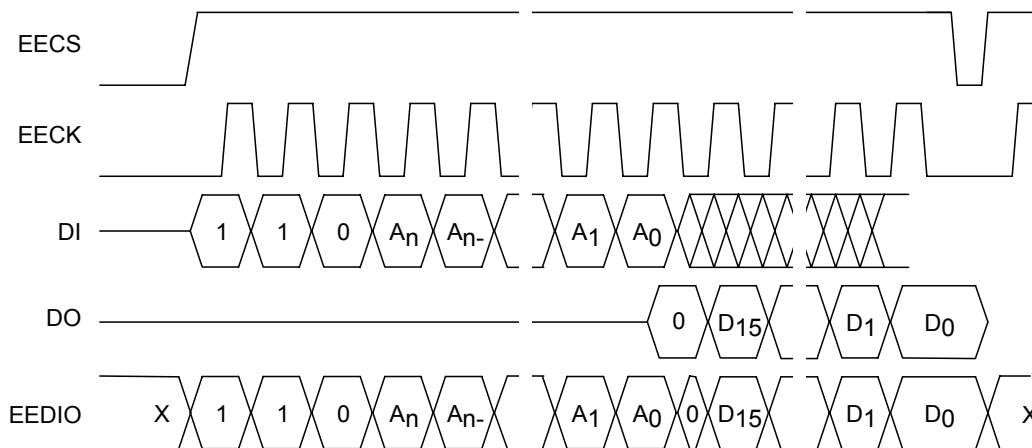 EECS
EECK
DI 1 1 0 An An- A1 A0
DO 0 D15 D1 D0
EEDIO X 1 1 0 An An- A1 A0 0 D15 D1 D0 X